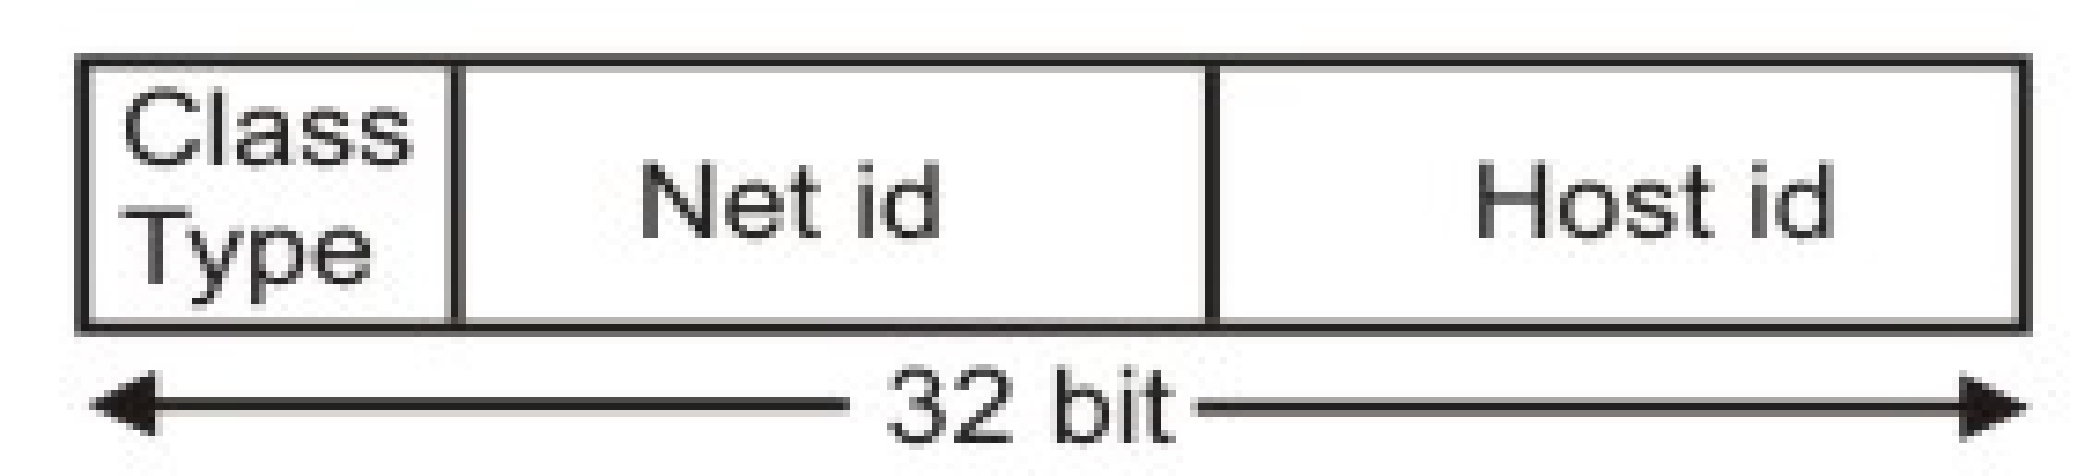 Class
Type
Net id
Host id
32 bit